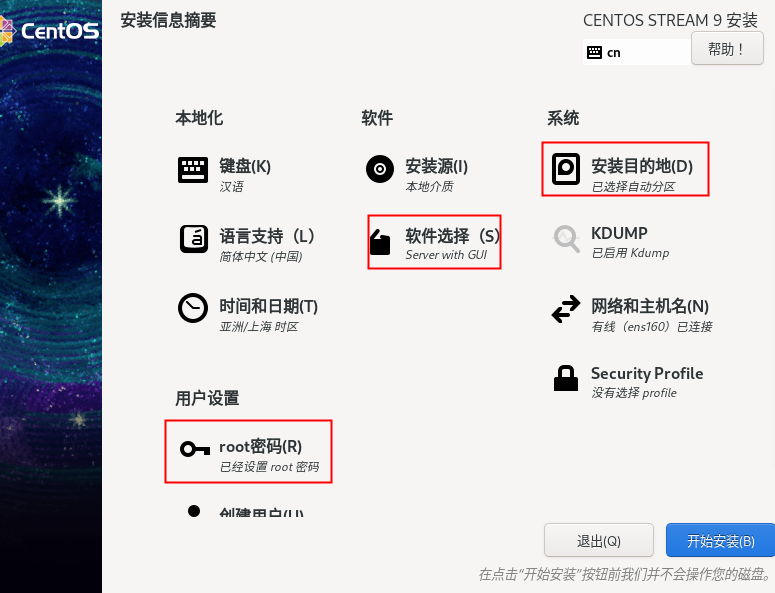 CentOS
安装信息摘要
CENTOS STREAM 9 安装
cn
帮助！
本地化
键盘(K)
汉语
语言支持（L）
简体中文 (中国)
时间和日期(T)
亚洲/上海 时区
软件
安装源(I)
本地介质
软件选择（S）
Server with GUI
系统
安装目的地(D)
已选择自动分区
KDUMP
已启用 Kdump
网络和主机名(N)
有线（ens160）已连接
Security Profile
没有选择 profile
用户设置
root密码(R)
已经设置 root 密码
创建用户(U)
退出(Q)
开始安装(B)
在点击“开始安装”按钮前我们并不会操作您的磁盘。